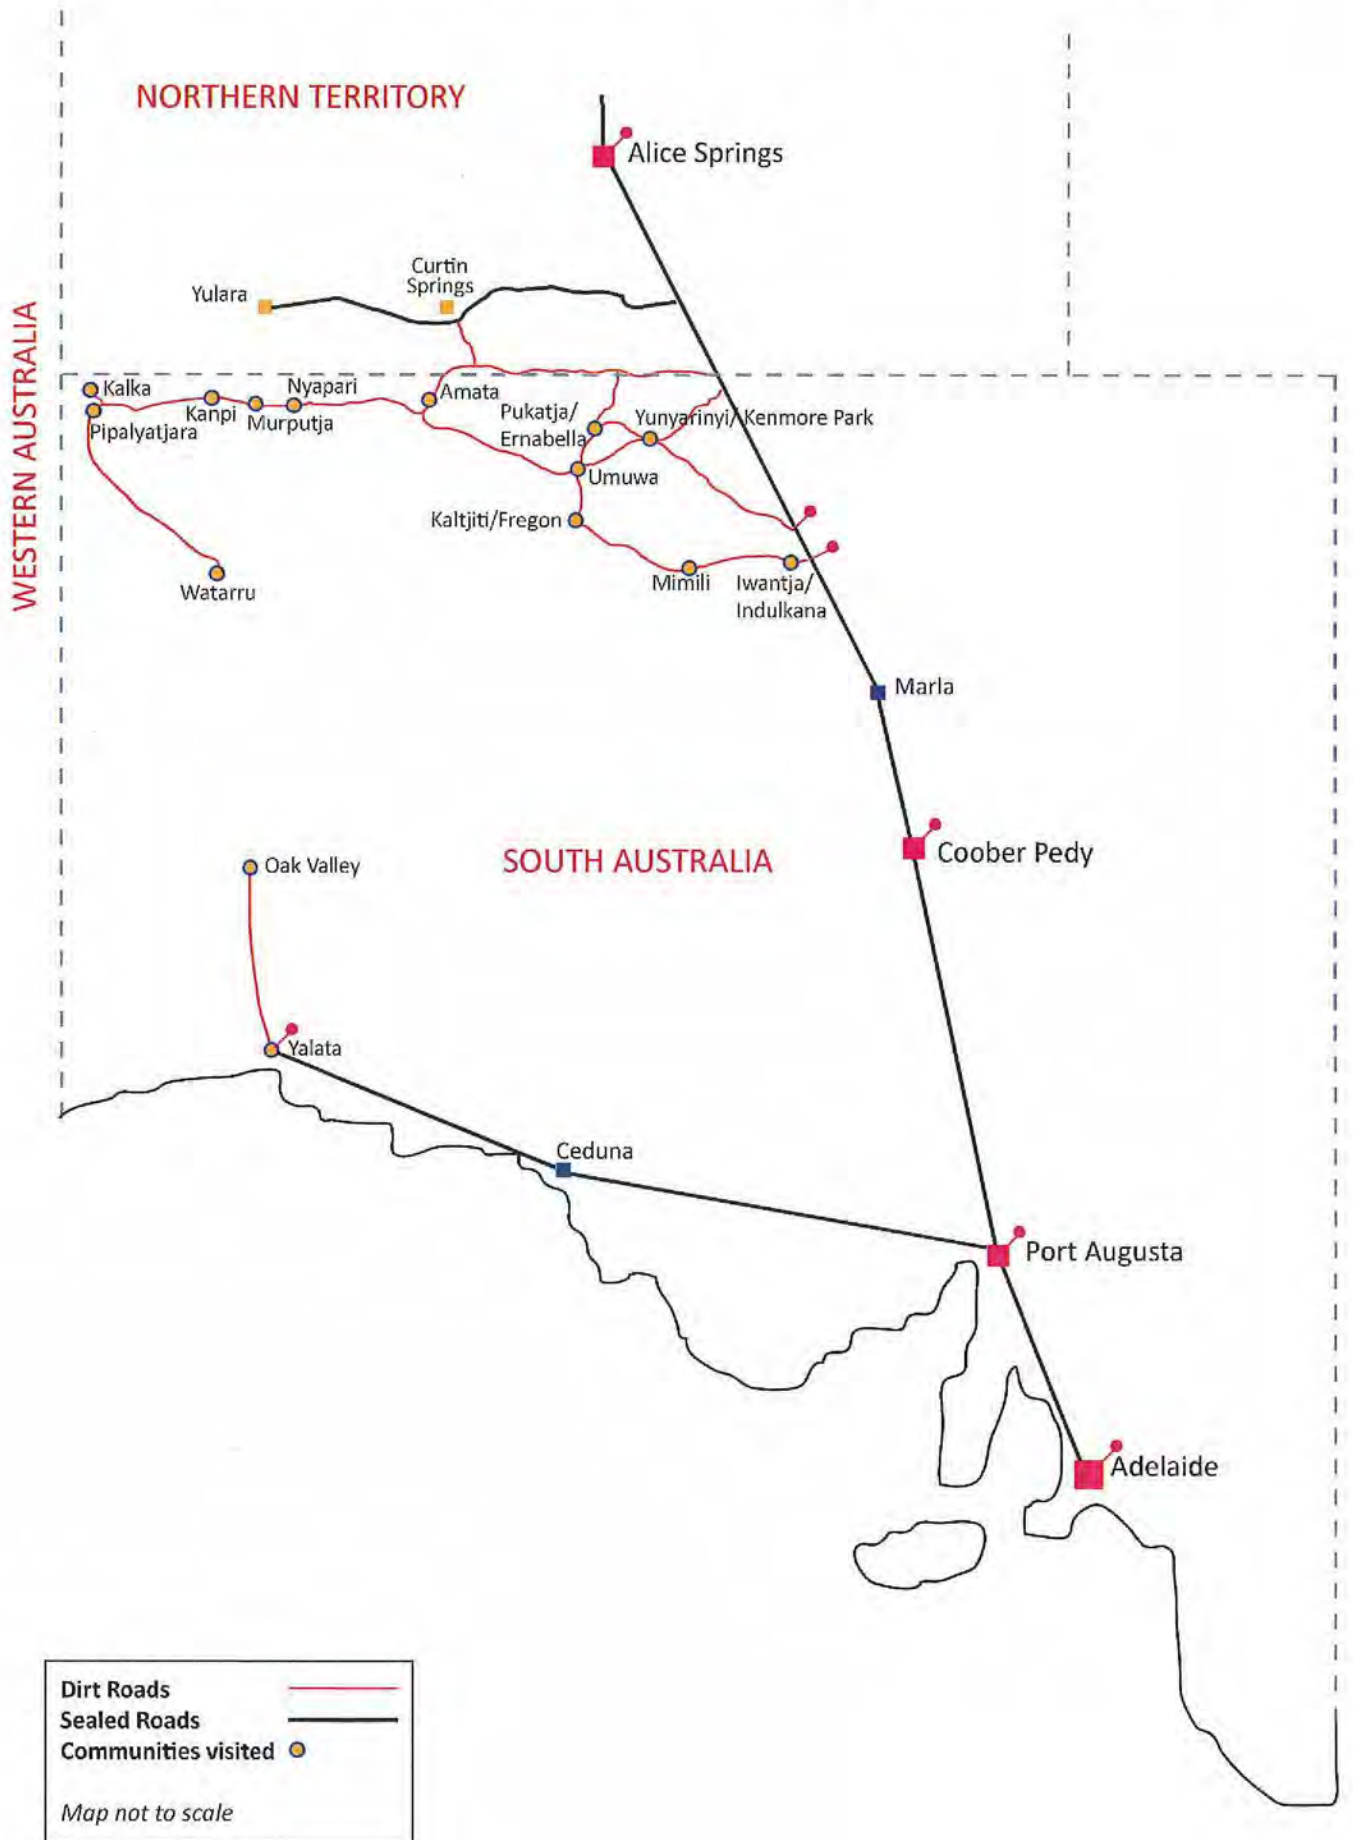 NORTHERN TERRITORY
Alice Springs
Curtin
Springs
Yulara
WESTERN AUSTRALIA
Kalka
Nyapari
Amata
Kanpi
Murputja
Pipalyatjara
Pukatja/
Ernabella
Yunyarinyi/Kenmore Park
Umuwa
Kaltjiti/Fregon
Mimili
Iwantja/
Indulkana
Watarru
Marla
Coober Pedy
SOUTH AUSTRALIA
Oak Valley
Yalata
Ceduna
Port Augusta
Adelaide
Dirt Roads
Sealed Roads
Communities visited
Map not to scale